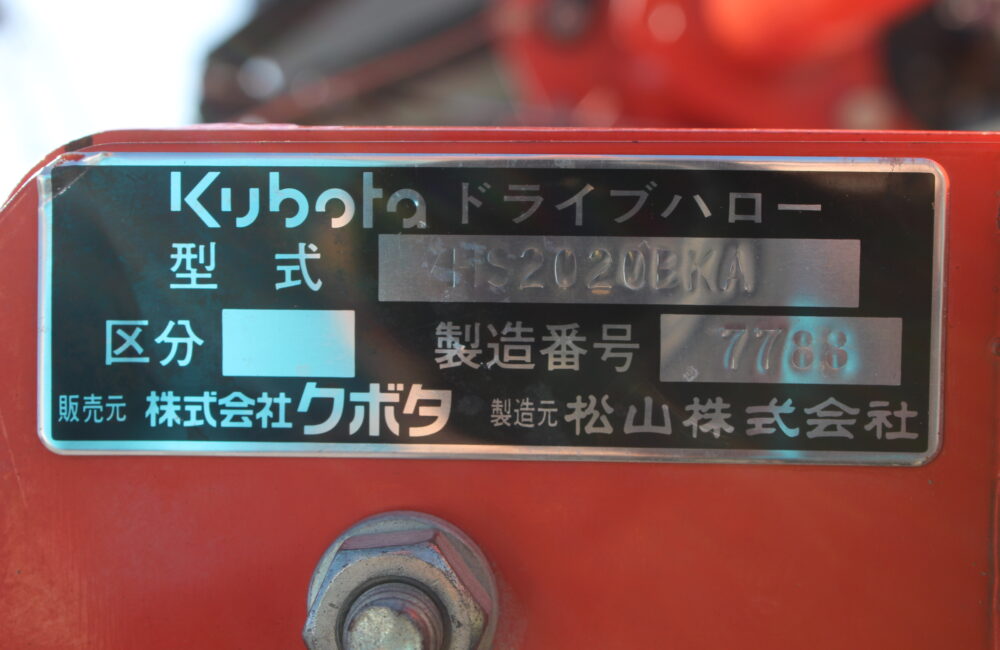 Kubota ドライブハロー
型式 HS2020BKA
区分 製造番号 7788
販売元 株式会社クボタ 製造元 松山株式会社